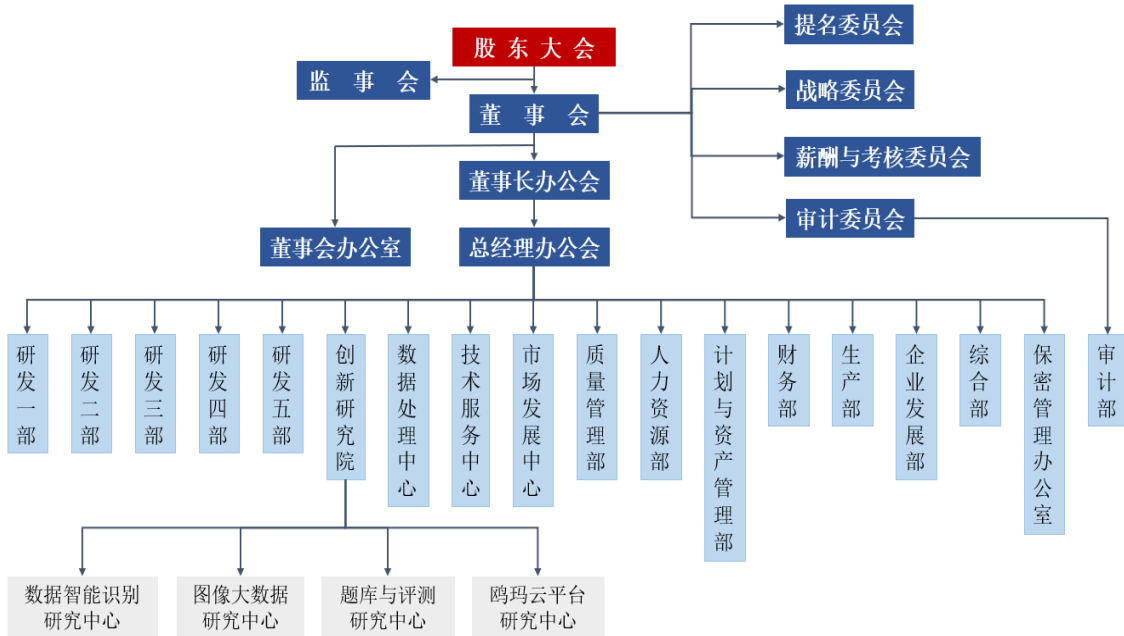 股东大会
监事会
董事会
提名委员会
战略委员会
薪酬与考核委员会
审计委员会
董事长办公会
董事会办公室
总经理办公会
研发一部
研发二部
研发三部
研发四部
研发五部
创新研究院
数据处理中心
技术服务中心
市场发展中心
质量管理部
人力资源部
计划与资产管理部
财务部
生产部
企业发展部
综合部
保密管理办公室
审计部
数据智能识别
研究中心
图像大数据
研究中心
题库与评测
研究中心
鸥玛云平台
研究中心